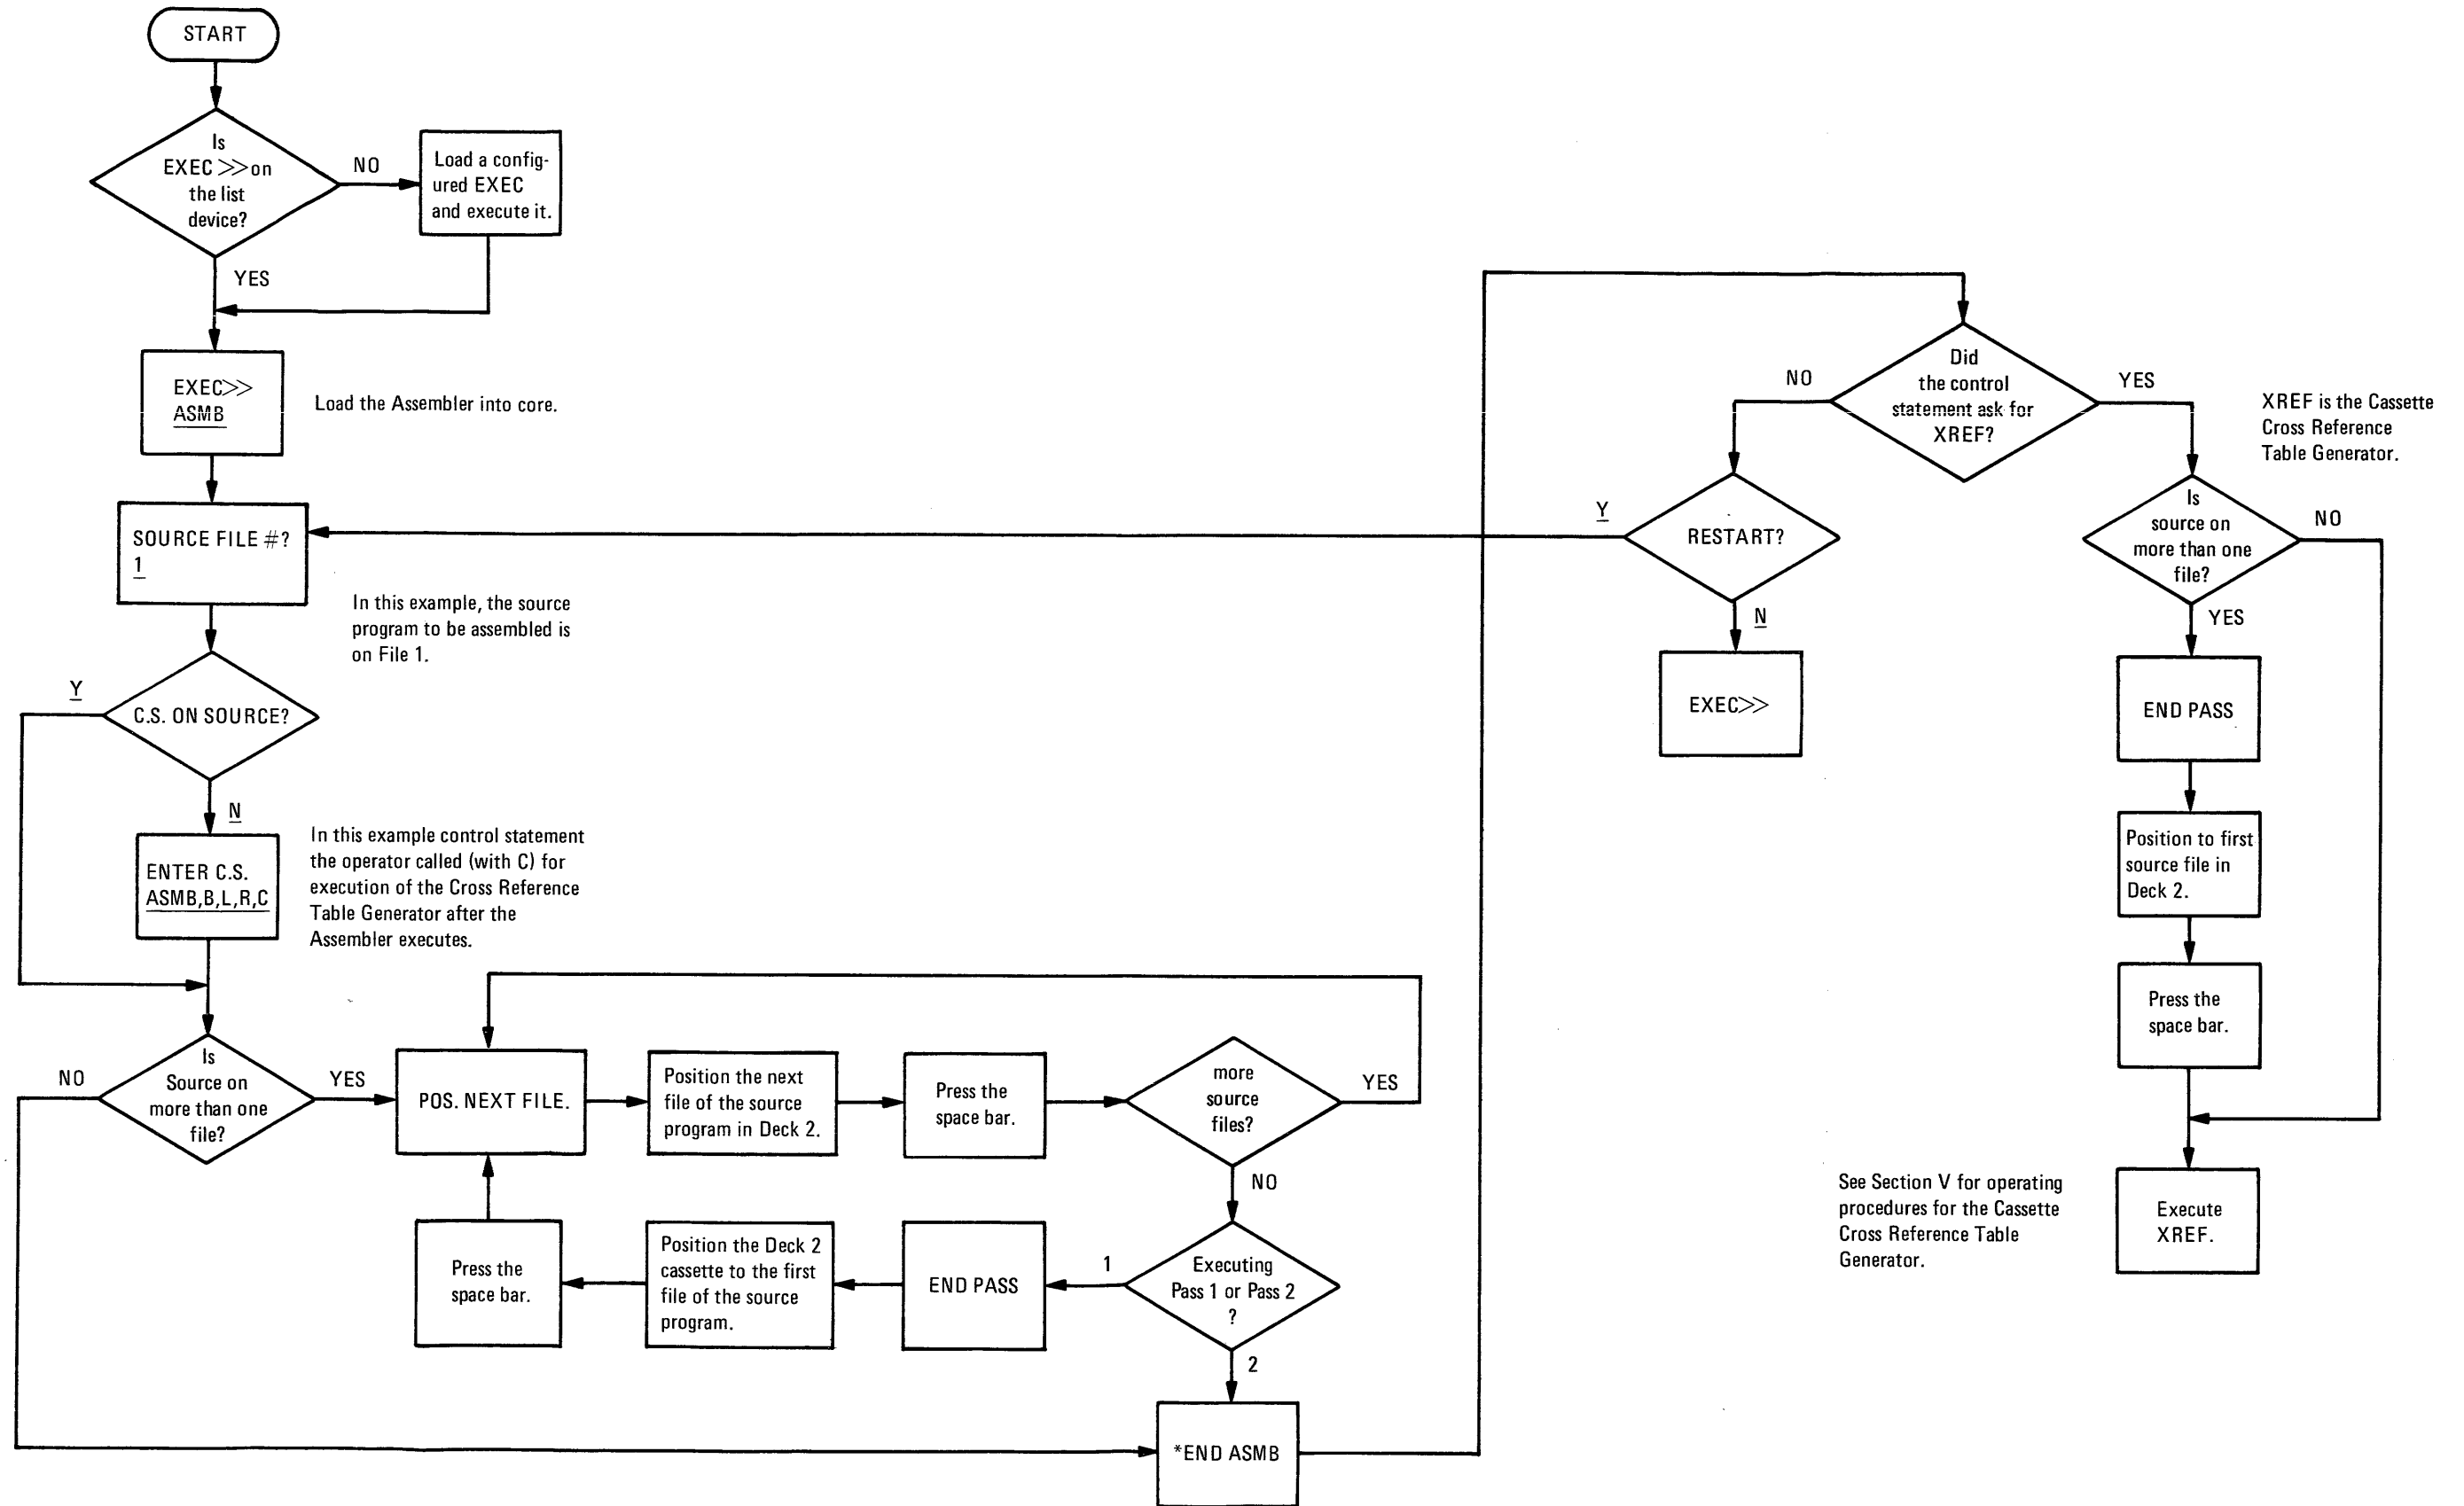 START
Is
EXEC >> on
the list
device?
NO
Load a config-
ured EXEC
and execute it.
YES
EXEC>>
ASMB
Load the Assembler into core.
SOURCE FILE #?
1
In this example, the source
program to be assembled is
on File 1.
Y
C.S. ON SOURCE?
N
ENTER C.S.
ASMB,B,L,R,C
In this example control statement
the operator called (with C) for
execution of the Cross Reference
Table Generator after the
Assembler executes.
NO
Is
Source on
more than one
file?
YES
POS. NEXT FILE.
Position the next
file of the source
program in Deck 2.
Press the
space bar.
more
source
files?
YES
NO
Executing
Pass 1 or Pass 2
?
1
END PASS
Position the Deck 2
cassette to the first
file of the source
program.
Press the
space bar.
2
*END ASMB
Did
the control
statement ask for
XREF?
NO
YES
XREF is the Cassette
Cross Reference
Table Generator.
Y
RESTART?
N
EXEC>>
Is
source on
more than one
file?
NO
YES
END PASS
Position to first
source file in
Deck 2.
Press the
space bar.
See Section V for operating
procedures for the Cassette
Cross Reference Table
Generator.
Execute
XREF.